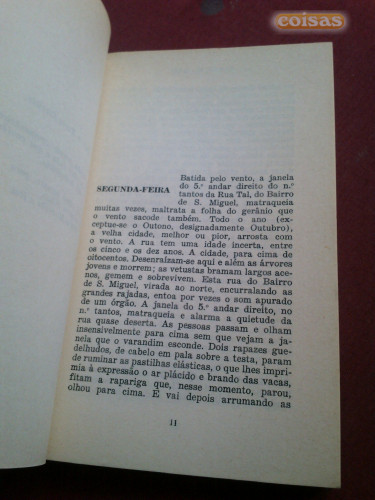 coisas
SEGUNDA-FEIRA
Batida pelo vento, a janela
do 5.º andar direito do n.º
tantos da Rua Tal, do Bairro
de S. Miguel, matraqueia
muitas vezes, maltrata a folha do gerânio que
o vento sacode também. Todo o ano (ex-
ceptue-se o Outono, designadamente Outubro),
a velha cidade, melhor ou pior, arrosta com
o vento. A rua tem uma idade incerta, entre
os cinco e os dez anos. A cidade, para cima de
oitocentos. Desenraízam-se aqui e além as árvores
jovens e morrem; as vetustas bramam largos ace-
nos, gemem e sobrevivem. Esta rua do Bairro
de S. Miguel, virada ao norte, encurralando as
grandes rajadas, entoa por vezes o som apurado
de um órgão. A janela do 5.º andar direito, no
n.º tantos, matraqueia e alarma a quietude da
rua quase deserta. As pessoas passam e olham
insensivelmente para cima sem que vejam a ja-
nela que o varandim esconde. Dois rapazes gue-
delhudos, de cabelo em pala sobre a testa, param
de ruminar as pastilhas elásticas, o que lhes impri-
mia à expressão o ar plácido e brando das vacas,
fitam a rapariga que, nesse momento, parou,
olhou para cima. E vai depois arrumando as
11